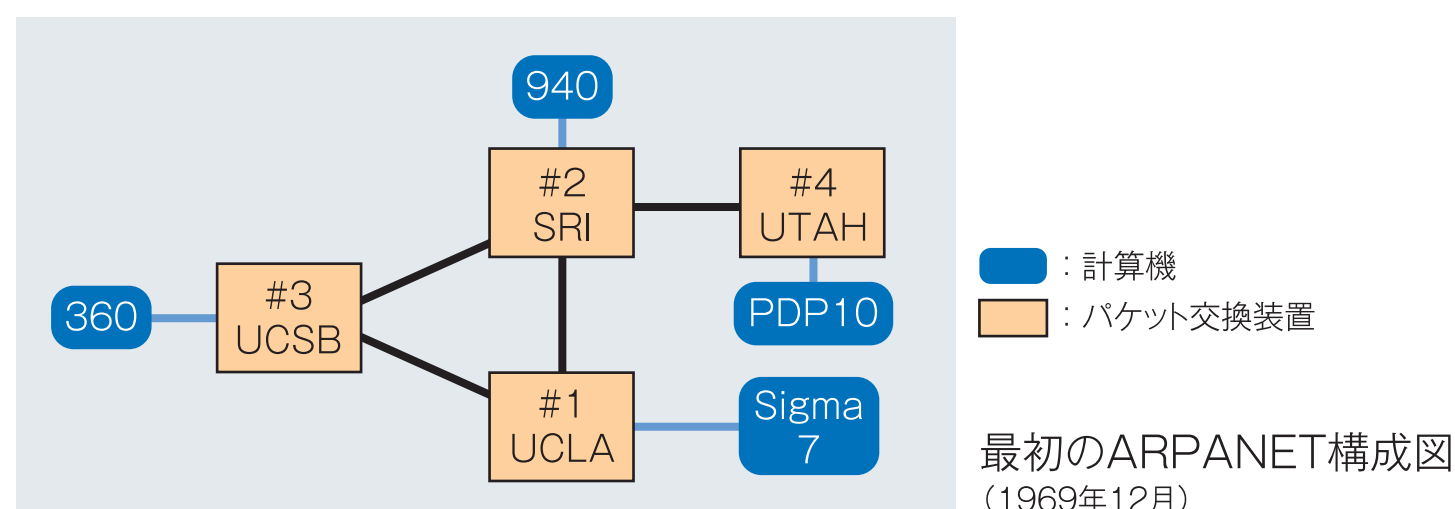 940
#2
SRI
#4
UTAH
#3
UCSB
360
PDP10
#1
UCLA
Sigma
7
：計算機
：パケット交換装置
最初のARPANET構成図
（1969年12月）